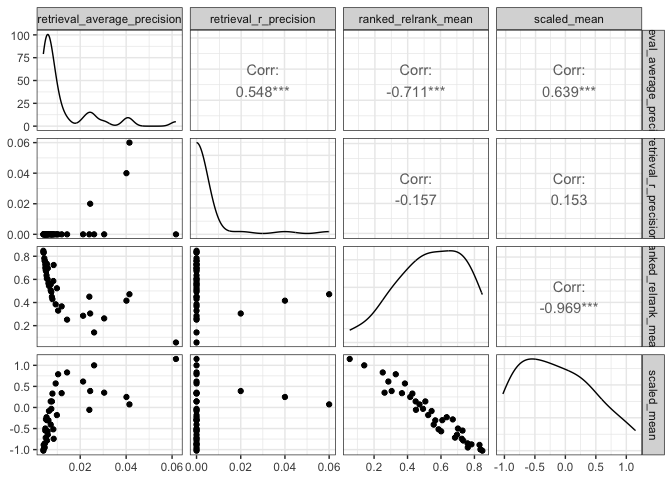 retrieval_average_precision retrieval_r_precision ranked_relrank_mean scaled_mean
100
75
50
25
0
Corr:
0.548***
Corr:
-0.711***
Corr:
0.639***
eval_average_preci
0.06
0.04
0.02
0.00
Corr:
-0.157
Corr:
0.153
etrieval_r_precision
0.8
0.6
0.4
0.2
Corr:
-0.969***
anked_relrank_mea
1.0
0.5
0.0
-0.5
-1.0
scaled_mean
0.02 0.04 0.06 0.00 0.02 0.04 0.06 0.2 0.4 0.6 0.8 -1.0 -0.5 0.0 0.5 1.0